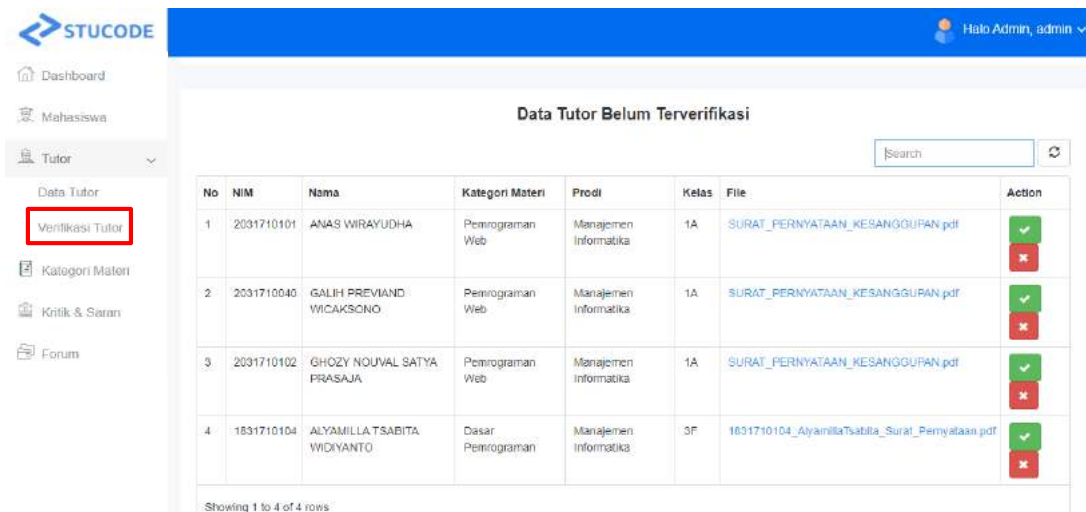 STUCODE
Halo Admin, admin
Dashboard
Mahasiswa
Tutor
Data Tutor
Verifikasi Tutor
Kategori Materi
Kritik & Saran
Forum
Data Tutor Belum Terverifikasi
Search
No NIM Nama Kategori Materi Prodi Kelas File Action
1 2031710101 ANAS WIRAYUDHA Pemrograman Manajemen 1A SURAT_PERNYATAAN_KESANGGUPAN.pdf
Web Informatika
2 2031710040 GALIH PREVIAND Pemrograman Manajemen 1A SURAT_PERNYATAAN_KESANGGUPAN.pdf
WICAKSONO Web Informatika
3 2031710102 GHOZY NOUVAL SATYA Pemrograman Manajemen 1A SURAT_PERNYATAAN_KESANGGUPAN.pdf
PRASAJA Web Informatika
4 1831710104 ALYAMILLA TSABITA Dasar Manajemen 3F 1831710104_AlyamillaTsabita_Surat_Pernyataan.pdf
WIDIYANTO Pemrograman Informatika
Showing 1 to 4 of 4 rows